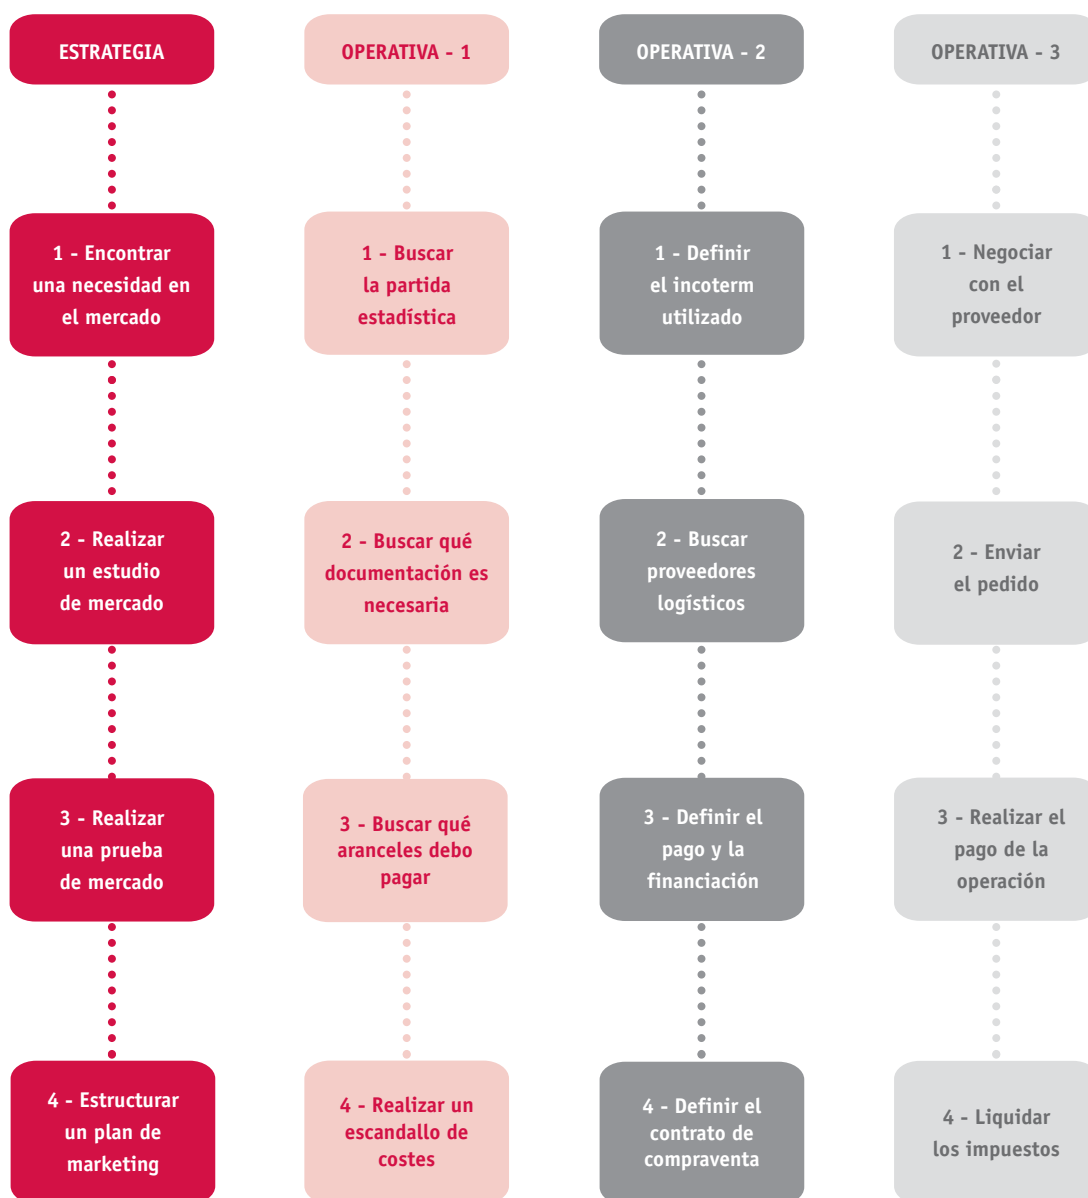 ESTRATEGIA
1 - Encontrar
una necesidad en
el mercado
2 - Realizar
un estudio
de mercado
3 - Realizar
una prueba
de mercado
4 - Estructurar
un plan de
marketing
OPERATIVA - 1
1 - Buscar
la partida
estadística
2 - Buscar qué
documentación es
necesaria
3 - Buscar qué
aranceles debo
pagar
4 - Realizar un
escandallo de
costes
OPERATIVA - 2
1 - Definir
el incoterm
utilizado
2 - Buscar
proveedores
logísticos
3 - Definir el
pago y la
financiación
4 - Definir el
contrato de
compraventa
OPERATIVA - 3
1 - Negociar
con el
proveedor
2 - Enviar
el pedido
3 - Realizar el
pago de la
operación
4 - Liquidar
los impuestos